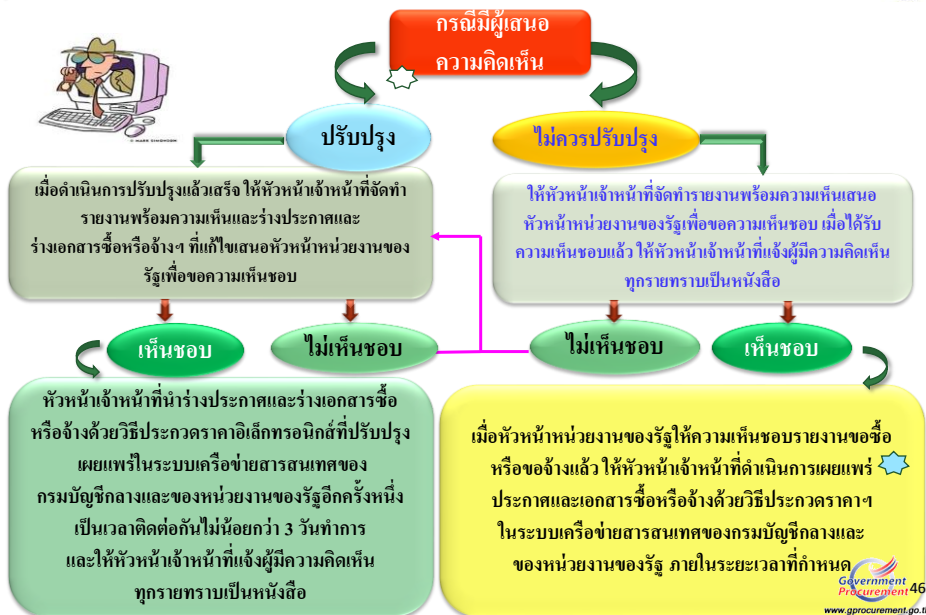 กรณีมีผู้เสนอ
ความคิดเห็น
© MARK SIMONSON
ปรับปรุง
ไม่ควรปรับปรุง
เมื่อดำเนินการปรับปรุงแล้วเสร็จ ให้หัวหน้าเจ้าหน้าที่จัดทำ
รายงานพร้อมความเห็นและร่างประกาศและ
ร่างเอกสารซื้อหรือจ้างฯ ที่แก้ไขเสนอหัวหน้าหน่วยงานของ
รัฐเพื่อขอความเห็นชอบ
ให้หัวหน้าเจ้าหน้าที่จัดทำรายงานพร้อมความเห็นเสนอ
หัวหน้าหน่วยงานของรัฐเพื่อขอความเห็นชอบ เมื่อได้รับ
ความเห็นชอบแล้ว ให้หัวหน้าเจ้าหน้าที่แจ้งผู้มีความคิดเห็น
ทุกรายทราบเป็นหนังสือ
เห็นชอบ
ไม่เห็นชอบ
ไม่เห็นชอบ
เห็นชอบ
หัวหน้าเจ้าหน้าที่นำร่างประกาศและร่างเอกสารซื้อ
หรือจ้างด้วยวิธีประกวดราคาอิเล็กทรอนิกส์ที่ปรับปรุง
เผยแพร่ในระบบเครือข่ายสารสนเทศของ
กรมบัญชีกลางและของหน่วยงานของรัฐอีกครั้งหนึ่ง
เป็นเวลาติดต่อกันไม่น้อยกว่า 3 วันทำการ
และให้หัวหน้าเจ้าหน้าที่แจ้งผู้มีความคิดเห็น
ทุกรายทราบเป็นหนังสือ
เมื่อหัวหน้าหน่วยงานของรัฐให้ความเห็นชอบรายงานขอซื้อ
หรือขอจ้างแล้ว ให้หัวหน้าเจ้าหน้าที่ดำเนินการเผยแพร่
ประกาศและเอกสารซื้อหรือจ้างด้วยวิธีประกวดราคาฯ
ในระบบเครือข่ายสารสนเทศของกรมบัญชีกลางและ
ของหน่วยงานของรัฐ ภายในระยะเวลาที่กำหนด
Government
Procurement 46
www.gprocurement.go.t